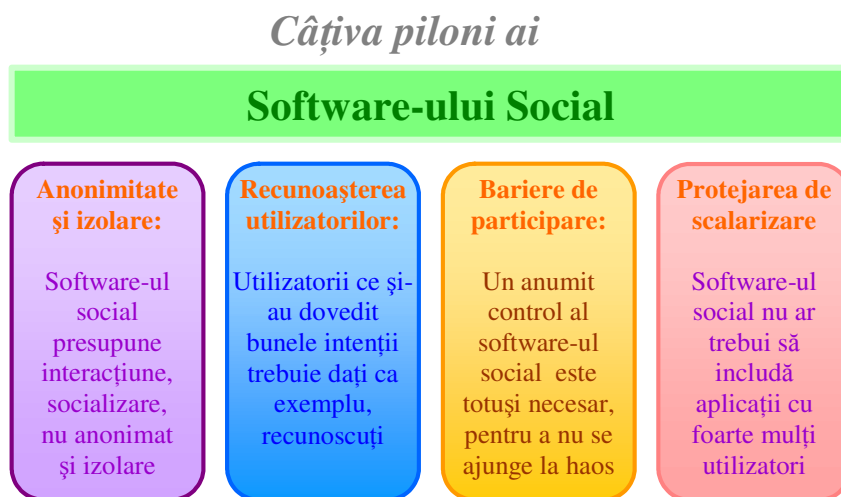 Câțiva piloni ai
Software-ului Social
Anonimitate
şi izolare:
Software-ul
social
presupune
interacțiune,
socializare,
nu anonimat
şi izolare
Recunoaşterea
utilizatorilor:
Utilizatorii ce şi-
au dovedit
bunele intenții
trebuie dați ca
exemplu,
recunoscuți
Bariere de
participare:
Un anumit
control al
software-ul
social este
totuşi necesar,
pentru a nu se
ajunge la haos
Protejarea de
scalarizare
Software-ul
social nu ar
trebui să
includă
aplicații cu
foarte mulți
utilizatori